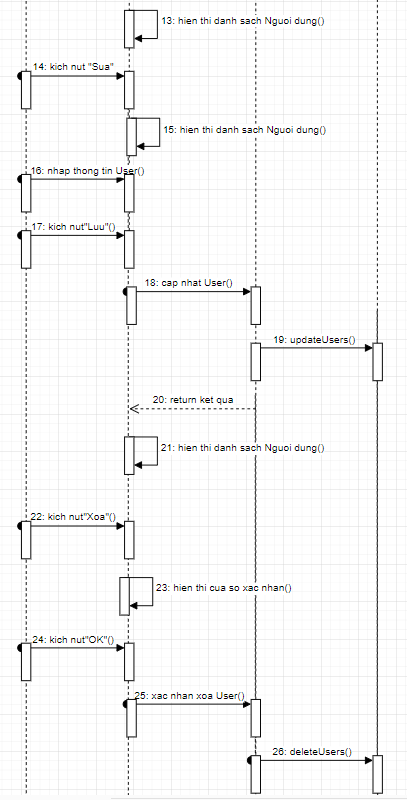 13: hien thi danh sach Nguoi dung()
14: kich nut "Sua"
15: hien thi danh sach Nguoi dung()
16: nhap thong tin User()
17: kich nut"Luu"()
18: cap nhat User()
19: updateUsers()
20: return ket qua
21: hien thi danh sach Nguoi dung()
22: kich nut"Xoa"()
23: hien thi cua so xac nhan()
24: kich nut"OK"()
25: xac nhan xoa User()
26: deleteUsers()